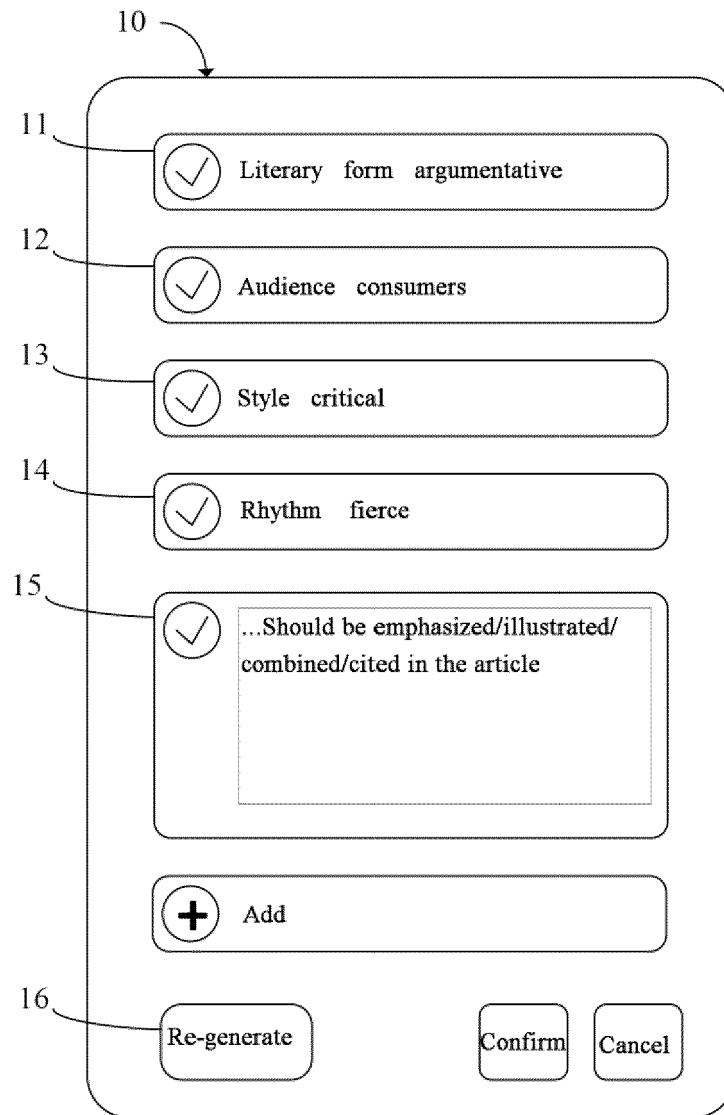 10
11
Literary form argumentative
12
Audience consumers
13
Style critical
14
Rhythm fierce
15
...Should be emphasized/illustrated/
combined/cited in the article
Add
16
Re-generate
Confirm
Cancel